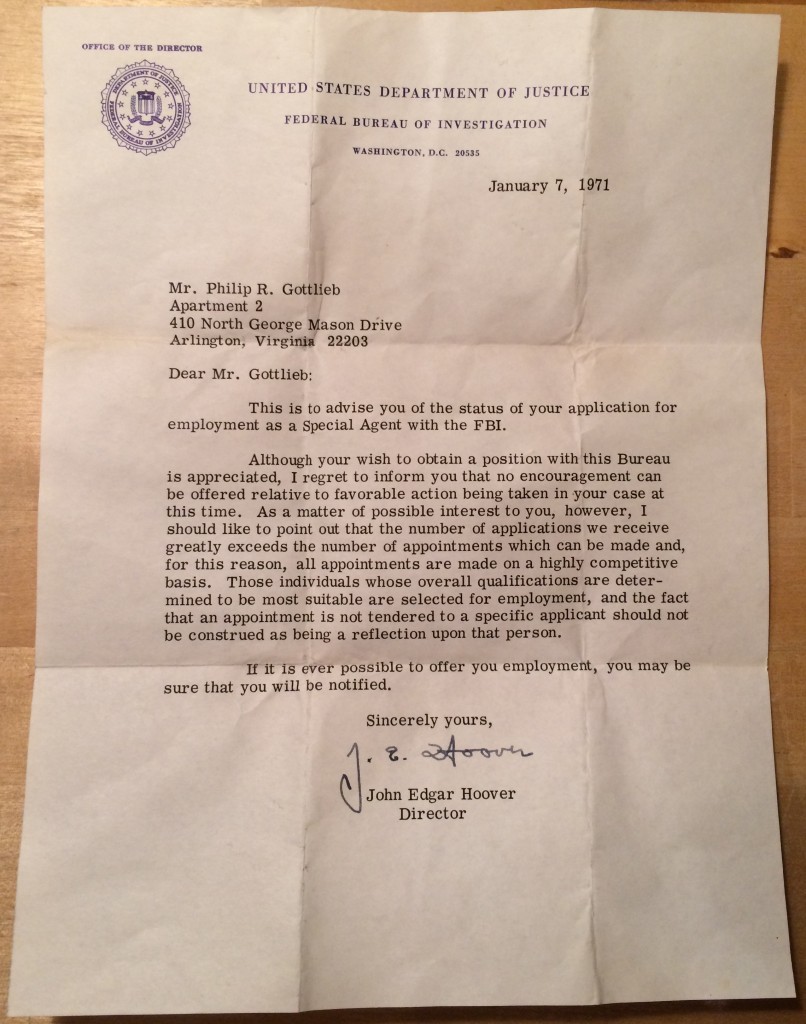 OFFICE OF THE DIRECTOR
DEPARTMENT OF JUSTICE
FEDERAL BUREAU OF INVESTIGATION
UNITED STATES DEPARTMENT OF JUSTICE
FEDERAL BUREAU OF INVESTIGATION
WASHINGTON, D.C. 20535
January 7, 1971
Mr. Philip R. Gottlieb
Apartment 2
410 North George Mason Drive
Arlington, Virginia 22203
Dear Mr. Gottlieb:
This is to advise you of the status of your application for
employment as a Special Agent with the FBI.
Although your wish to obtain a position with this Bureau
is appreciated, I regret to inform you that no encouragement can
be offered relative to favorable action being taken in your case at
this time. As a matter of possible interest to you, however, I
should like to point out that the number of applications we receive
greatly exceeds the number of appointments which can be made and,
for this reason, all appointments are made on a highly competitive
basis. Those individuals whose overall qualifications are deter-
mined to be most suitable are selected for employment, and the fact
that an appointment is not tendered to a specific applicant should not
be construed as being a reflection upon that person.
If it is ever possible to offer you employment, you may be
sure that you will be notified.
Sincerely yours,
J. E. Hoover
John Edgar Hoover
Director